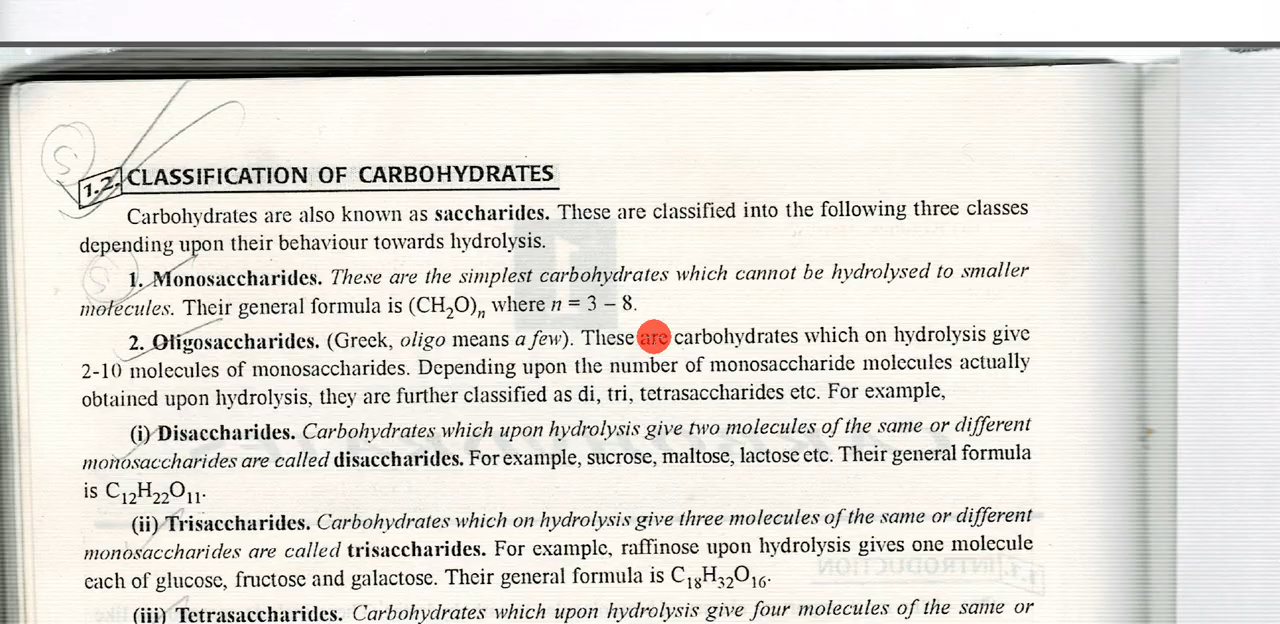 1.2. CLASSIFICATION OF CARBOHYDRATES
Carbohydrates are also known as saccharides. These are classified into the following three classes
depending upon their behaviour towards hydrolysis.
1. Monosaccharides. These are the simplest carbohydrates which cannot be hydrolysed to smaller
molecules. Their general formula is (CH₂O)ₙ where n = 3 – 8.
2. Oligosaccharides. (Greek, oligo means a few). These are carbohydrates which on hydrolysis give
2-10 molecules of monosaccharides. Depending upon the number of monosaccharide molecules actually
obtained upon hydrolysis, they are further classified as di, tri, tetrasaccharides etc. For example,
(i) Disaccharides. Carbohydrates which upon hydrolysis give two molecules of the same or different
monosaccharides are called disaccharides. For example, sucrose, maltose, lactose etc. Their general formula
is C₁₂H₂₂O₁₁.
(ii) Trisaccharides. Carbohydrates which on hydrolysis give three molecules of the same or different
monosaccharides are called trisaccharides. For example, raffinose upon hydrolysis gives one molecule
each of glucose, fructose and galactose. Their general formula is C₁₈H₃₂O₁₆.
(iii) Tetrasaccharides. Carbohydrates which upon hydrolysis give four molecules of the same or